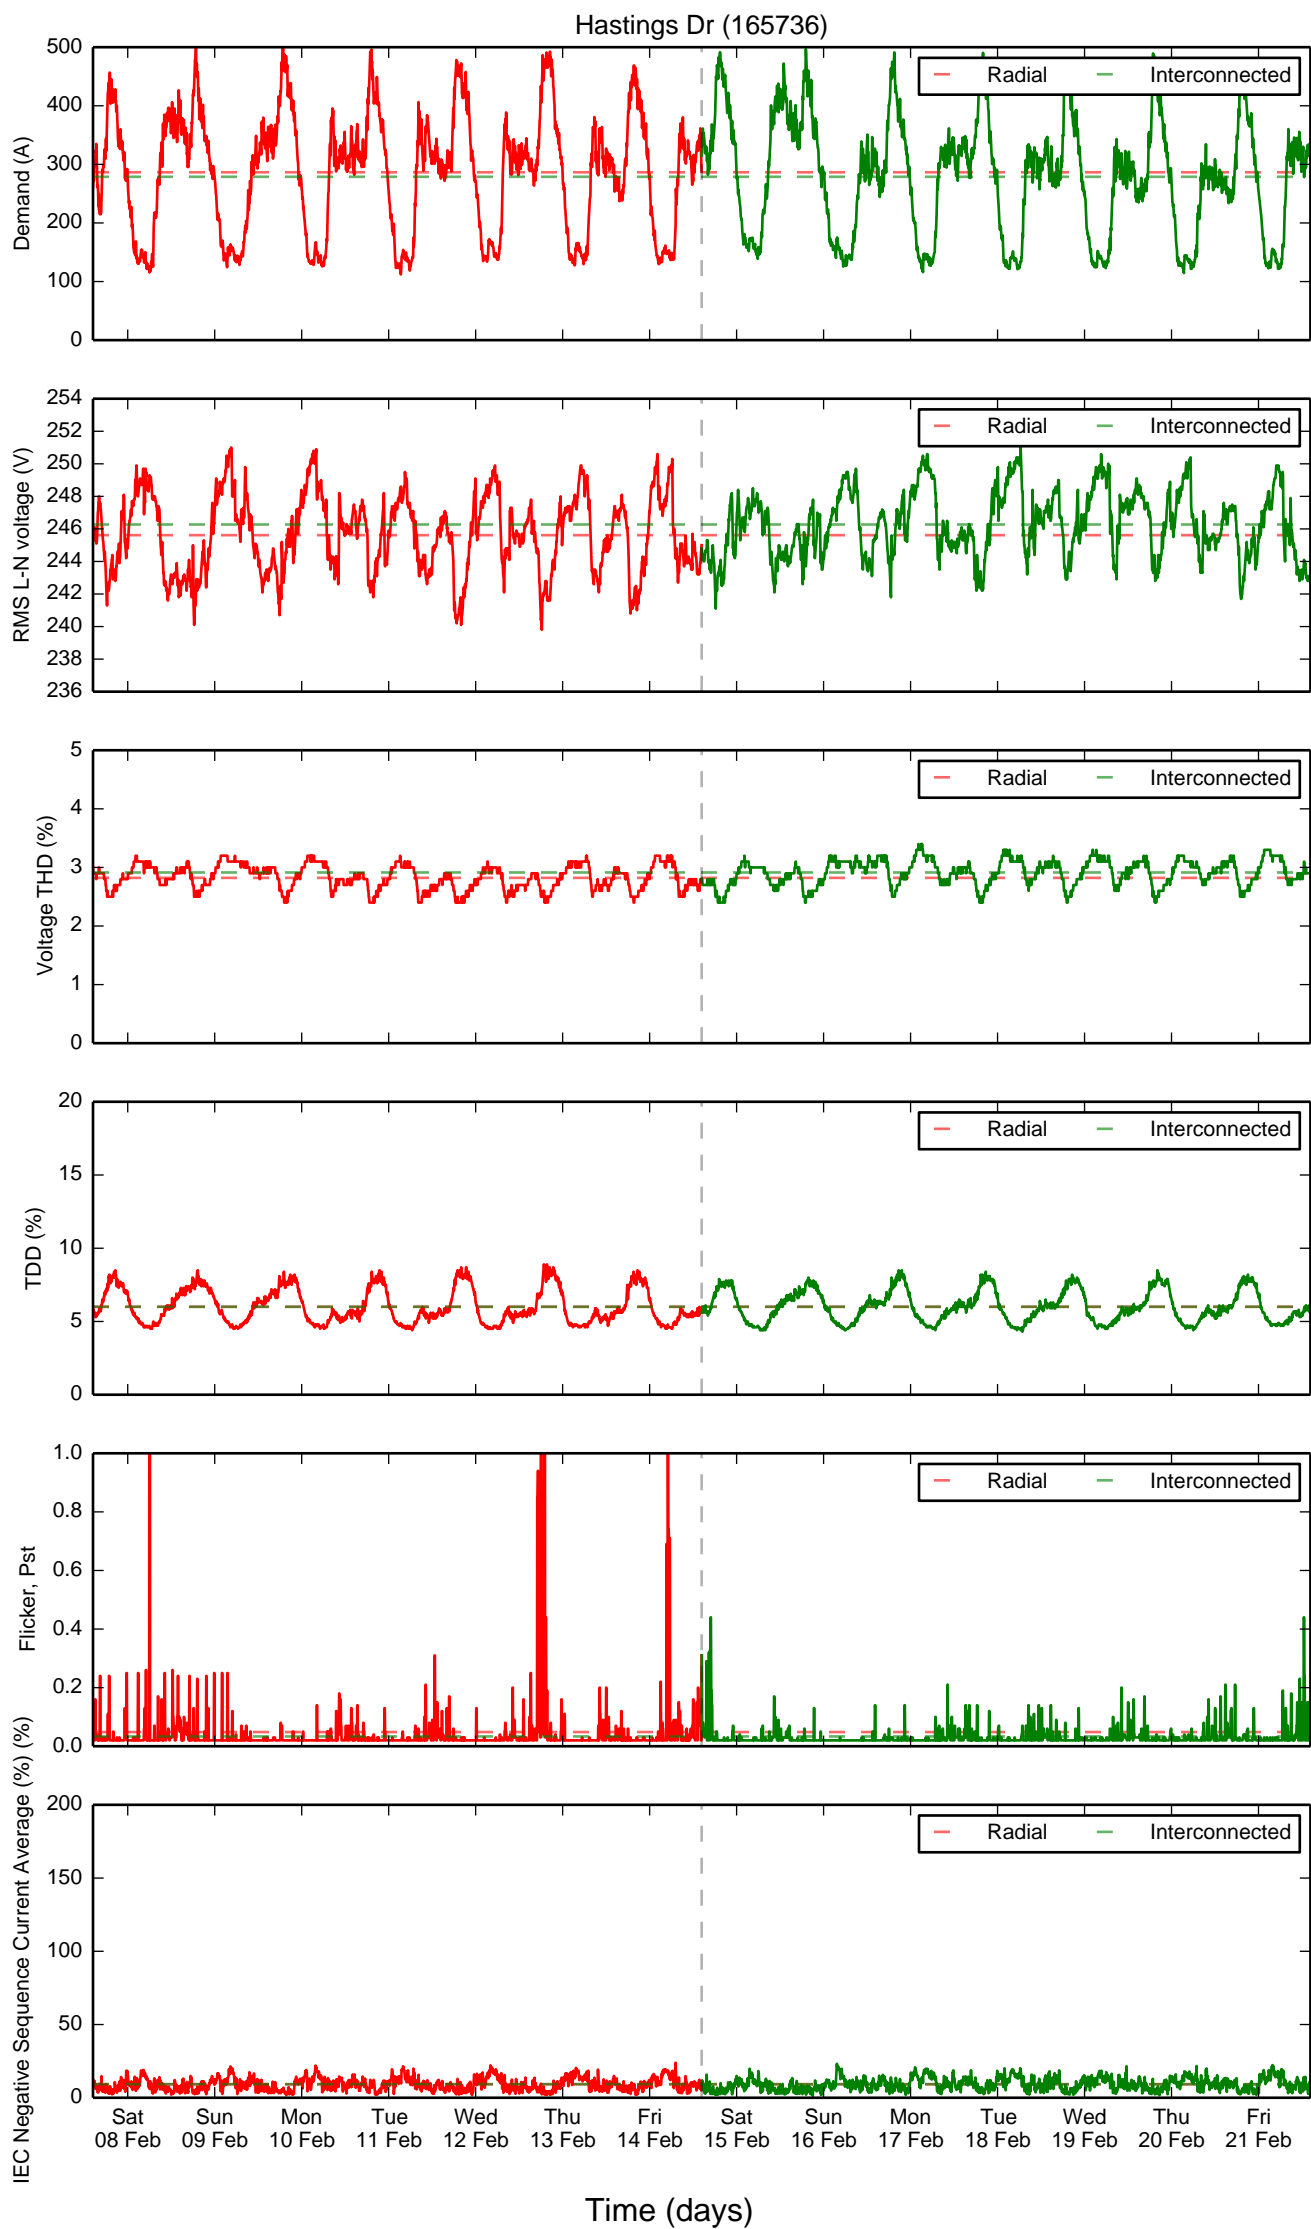 Hastings Dr (165736)
500
400
300
200
100
0
Demand (A)
Radial Interconnected
254
252
250
248
246
244
242
240
238
236
RMS L-N voltage (V)
Radial Interconnected
5
4
3
2
1
0
Voltage THD (%)
Radial Interconnected
20
15
10
5
0
TDD (%)
Radial Interconnected
1.0
0.8
0.6
0.4
0.2
0.0
Flicker, Pst
Radial Interconnected
200
150
100
50
0
IEC Negative Sequence Current Average (%) (%)
Radial Interconnected
Sat Sun Mon Tue Wed Thu Fri Sat Sun Mon Tue Wed Thu Fri
08 Feb 09 Feb 10 Feb 11 Feb 12 Feb 13 Feb 14 Feb 15 Feb 16 Feb 17 Feb 18 Feb 19 Feb 20 Feb 21 Feb
Time (days)